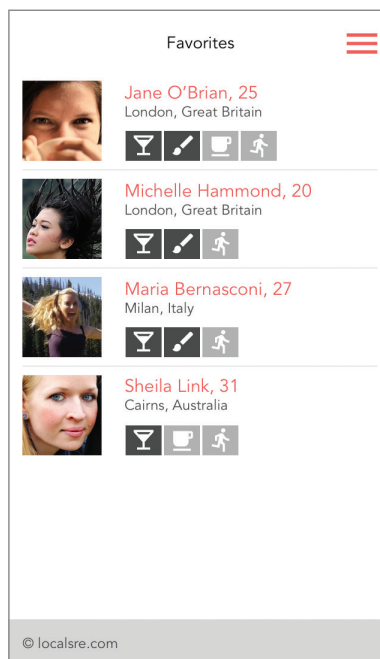 Favorites
Jane O’Brian, 25
London, Great Britain
Michelle Hammond, 20
London, Great Britain
Maria Bernasconi, 27
Milan, Italy
Sheila Link, 31
Cairns, Australia
© localsre.com